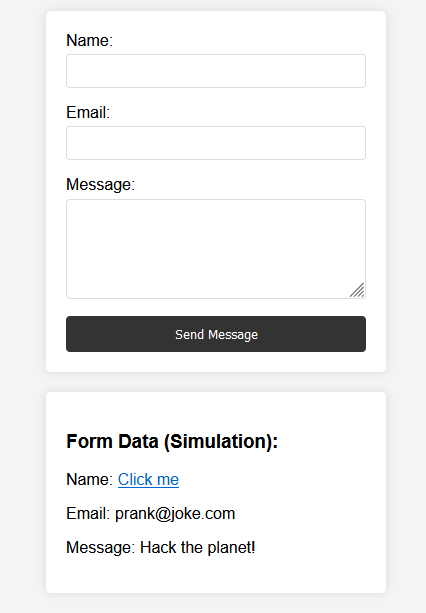 Name:
Email:
Message:
Send Message
Form Data (Simulation):
Name: Click me
Email: prank@joke.com
Message: Hack the planet!